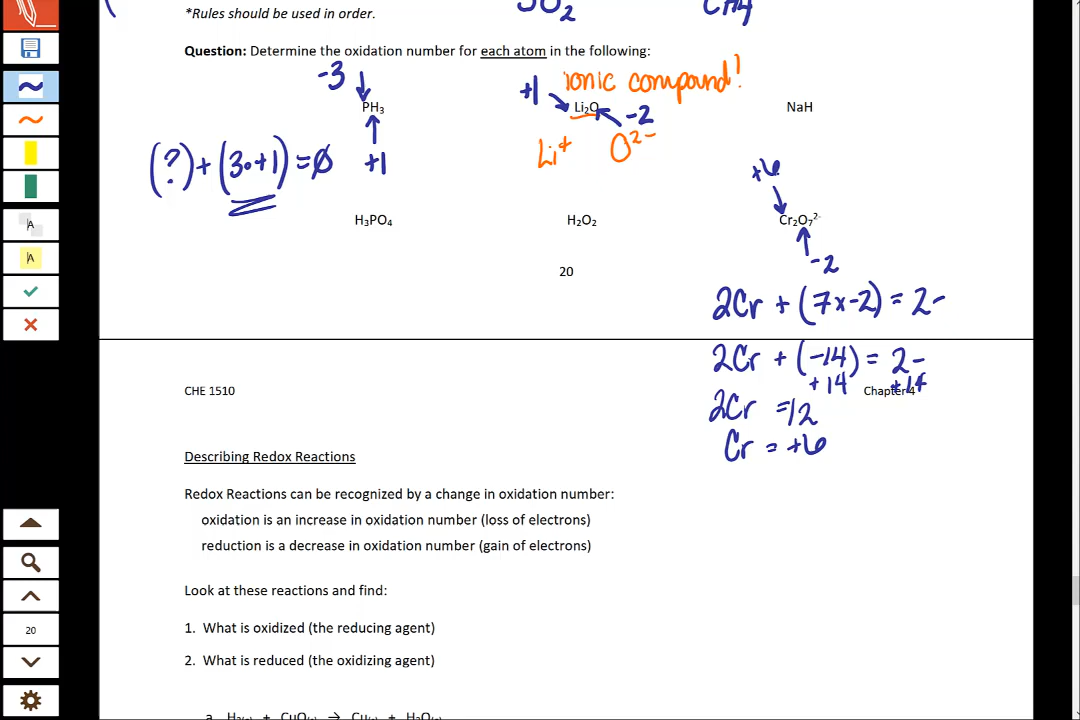 SO₂ CH₄
*Rules should be used in order.
Question: Determine the oxidation number for each atom in the following:
-3 ionic compound!
+1
PH₃ Li₂O NaH
-2
Li⁺ O²⁻
(?) + (3·+1) = ∅ +1
+6
H₃PO₄ H₂O₂ Cr₂O₇²⁻
-2
20
2Cr + (7x-2) = 2-
2Cr + (-14) = 2-
+14 +14
CHE 1510 Chapter 4
2Cr =12
Cr = +6
Describing Redox Reactions
Redox Reactions can be recognized by a change in oxidation number:
oxidation is an increase in oxidation number (loss of electrons)
reduction is a decrease in oxidation number (gain of electrons)
Look at these reactions and find:
1. What is oxidized (the reducing agent)
20
2. What is reduced (the oxidizing agent)
a. H₂(g) + CuO(s) → Cu(s) + H₂O(g)
A
A